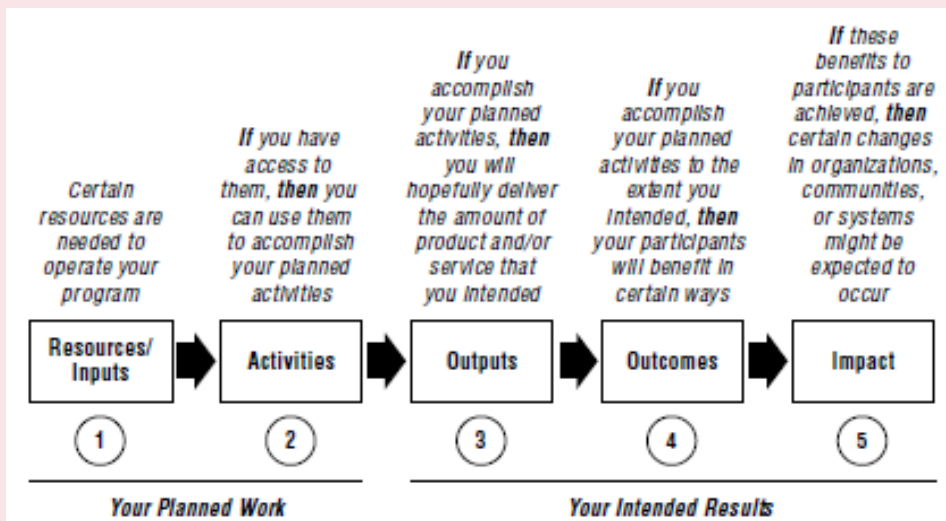 Certain
resources are
needed to
operate your
program
If you have
access to
them, then you
can use them
to accomplish
your planned
activities
If you
accomplish
your planned
activities, then
you will
hopefully deliver
the amount of
product and/or
service that
you intended
If you
accomplish
your planned
activities to the
extent you
intended, then
your participants
will benefit in
certain ways
If these
benefits to
participants are
achieved, then
certain changes
in organizations,
communities,
or systems
might be
expected to
occur
Resources/
Inputs
Activities
Outputs
Outcomes
Impact
1
2
3
4
5
Your Planned Work
Your Intended Results